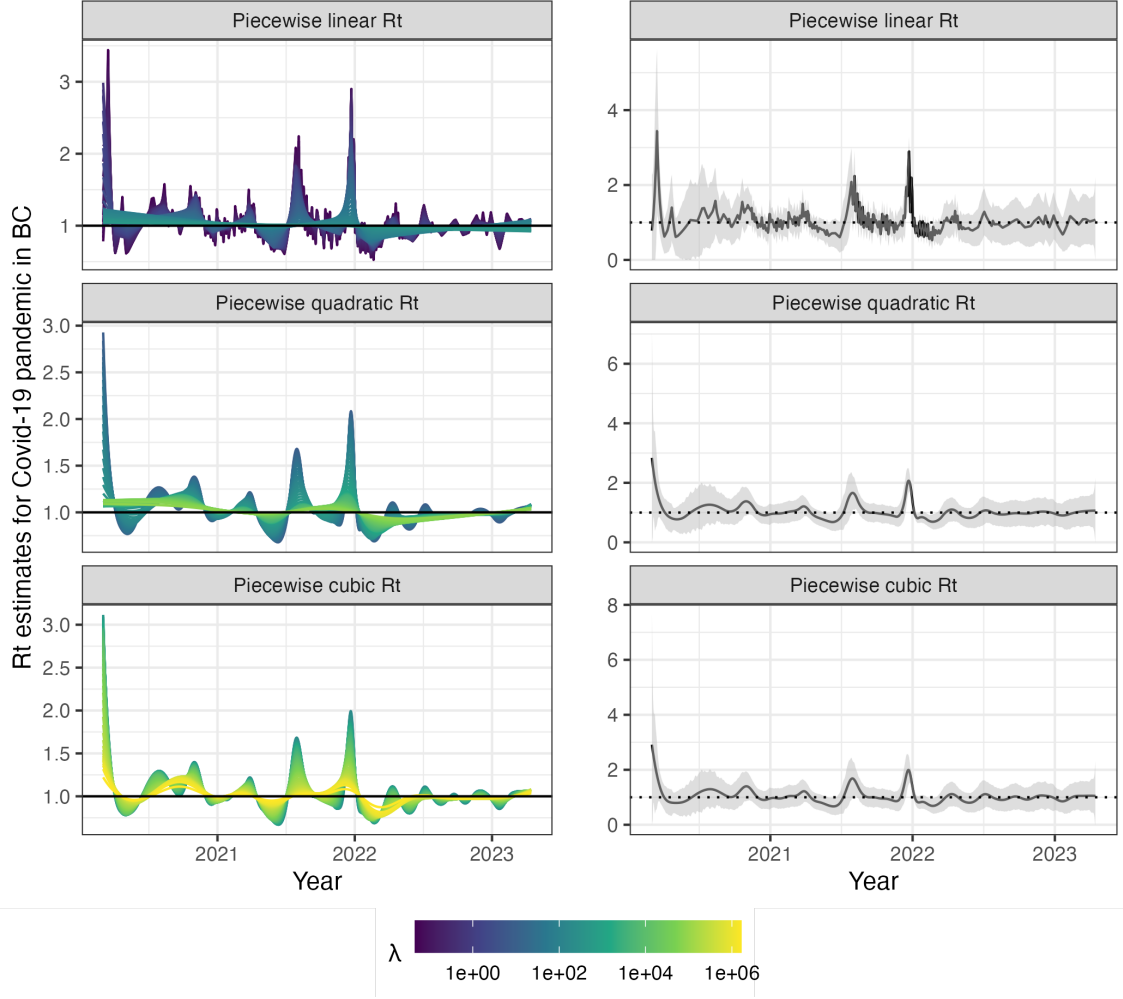 Rt estimates for Covid-19 pandemic in BC
Piecewise linear Rt
3
2
1
Piecewise quadratic Rt
3.0
2.5
2.0
1.5
1.0
Piecewise cubic Rt
3.0
2.5
2.0
1.5
1.0
2021 2022 2023
Year
Piecewise linear Rt
4
2
0
Piecewise quadratic Rt
6
4
2
0
Piecewise cubic Rt
8
6
4
2
0
2021 2022 2023
Year
λ
1e+00 1e+02 1e+04 1e+06